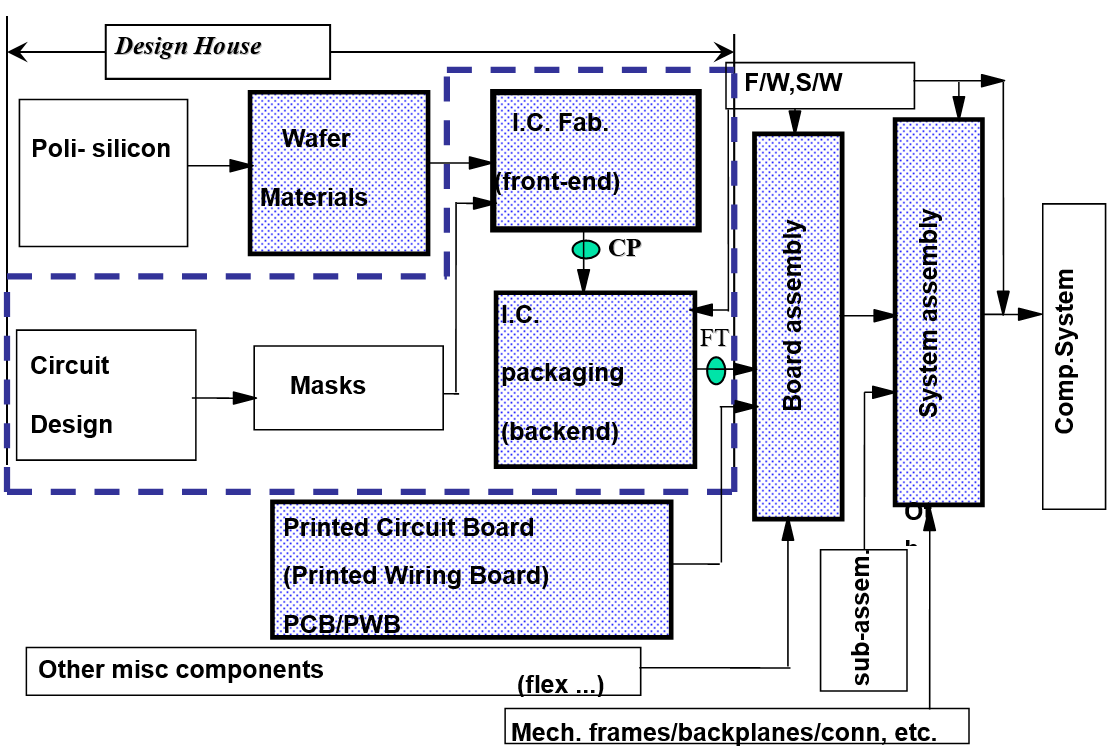 Design House
F/W,S/W
Poli- silicon
Wafer
Materials
I.C. Fab.
(front-end)
CP
Circuit
Design
Masks
I.C.
packaging
(backend)
FT
Board assembly
System assembly
Comp.System
Printed Circuit Board
(Printed Wiring Board)
PCB/PWB
sub-assem.
Other misc components
(flex ...)
Mech. frames/backplanes/conn, etc.